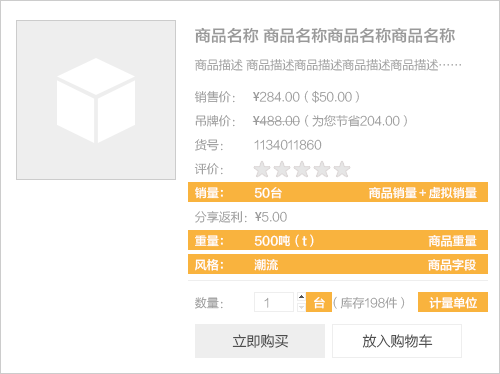 商品名称 商品名称商品名称商品名称
商品描述 商品描述商品描述商品描述商品描述······
销售价： ¥284.00（$50.00）
吊牌价： ¥488.00（为您节省204.00）
货号： 1134011860
评价：
销量： 50台 商品销量＋虚拟销量
分享返利：¥5.00
重量： 500吨（t） 商品重量
风格： 潮流 商品字段
数量： 1 台（库存198件） 计量单位
立即购买 放入购物车